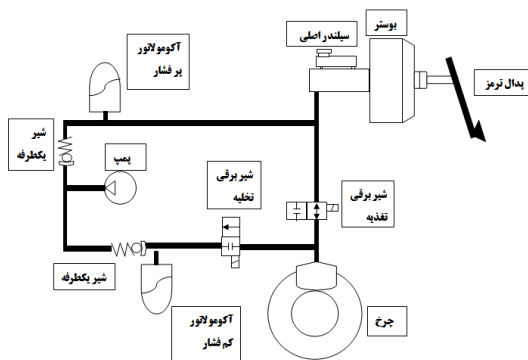 بوستر
سیلندر اصلی
آکومولاتور
پر فشار
پدال ترمز
شیر
یکطرفه
پمپ
شیر برقی
تخلیه
شیر برقی
تغذیه
شیر یکطرفه
آکومولاتور
کم فشار
چرخ